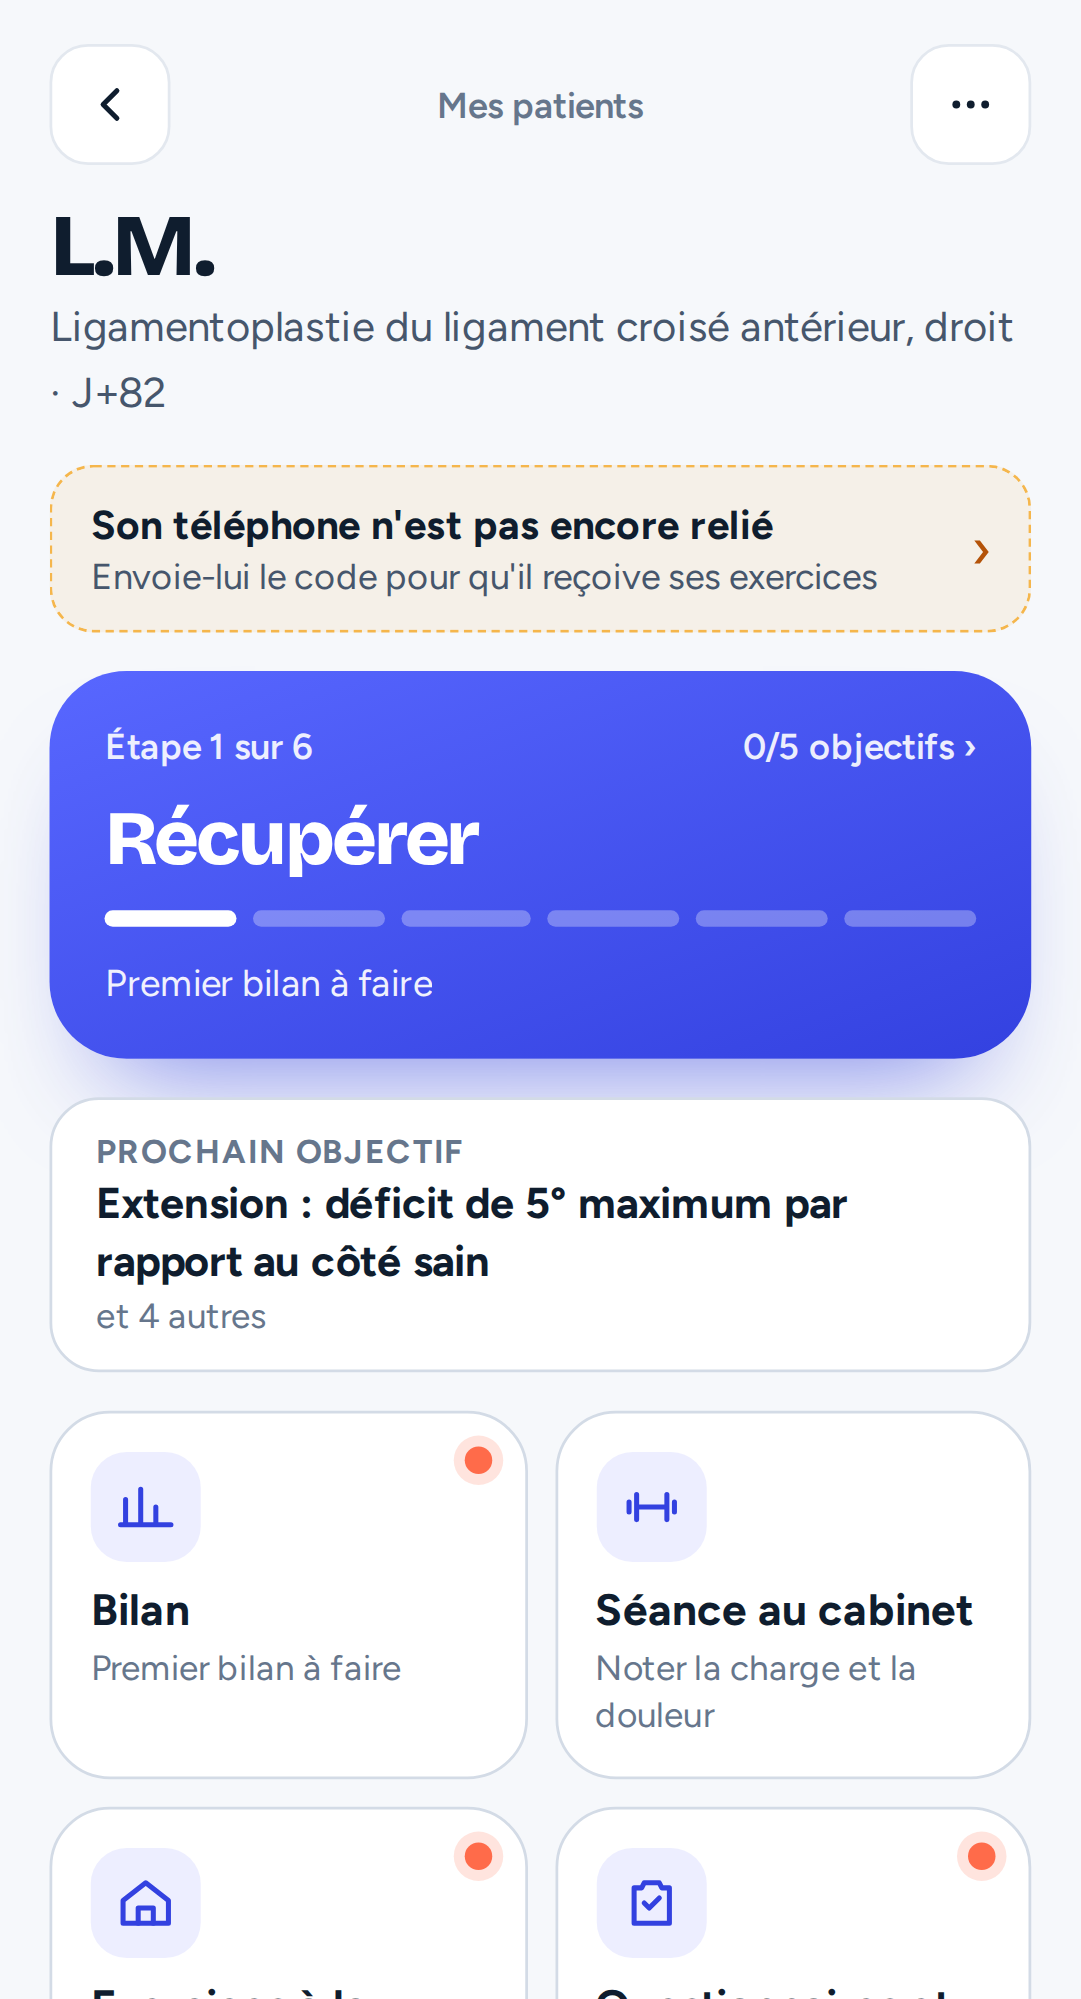 Mes patients
L.M.
Ligamentoplastie du ligament croisé antérieur, droit
· J+82
Son téléphone n'est pas encore relié
Envoie-lui le code pour qu'il reçoive ses exercices
Étape 1 sur 6
0/5 objectifs ›
Récupérer
Premier bilan à faire
PROCHAIN OBJECTIF
Extension : déficit de 5° maximum par
rapport au côté sain
et 4 autres
Bilan
Premier bilan à faire
Séance au cabinet
Noter la charge et la
douleur